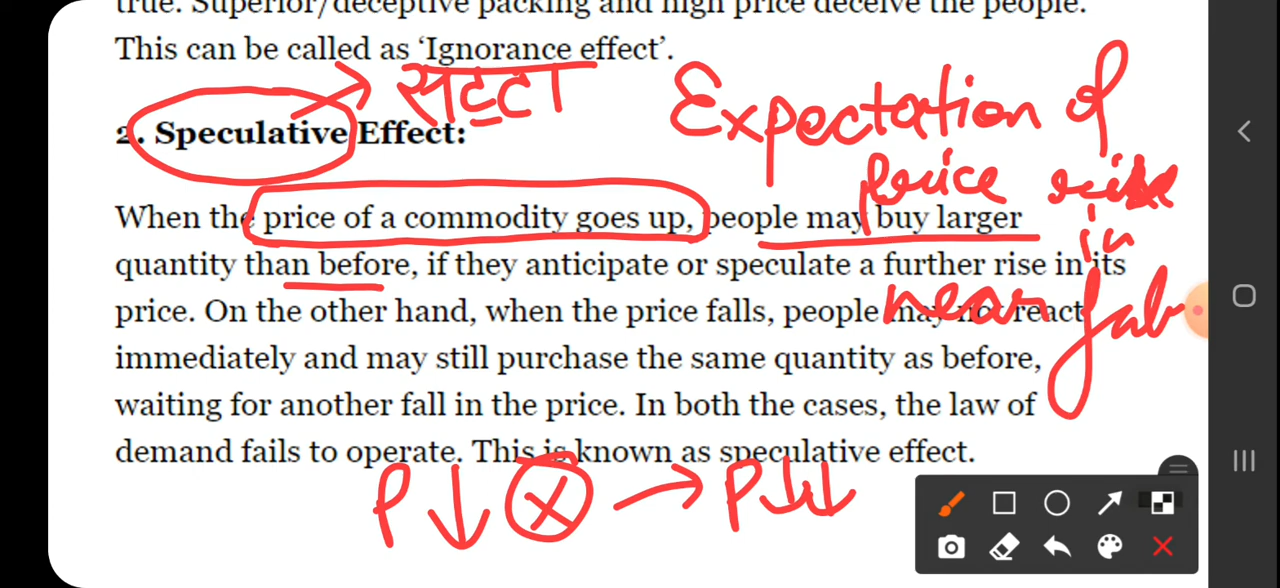 true. Superior/deceptive packing and high price deceive the people.
This can be called as ‘Ignorance effect’.
सट्टा
Expectation of
price rise
in
near
2. Speculative Effect:
When the price of a commodity goes up, people may buy larger
quantity than before, if they anticipate or speculate a further rise in its
price. On the other hand, when the price falls, people may not react
immediately and may still purchase the same quantity as before,
waiting for another fall in the price. In both the cases, the law of
demand fails to operate. This is known as speculative effect.
P↓ ⓧ → P↓↓